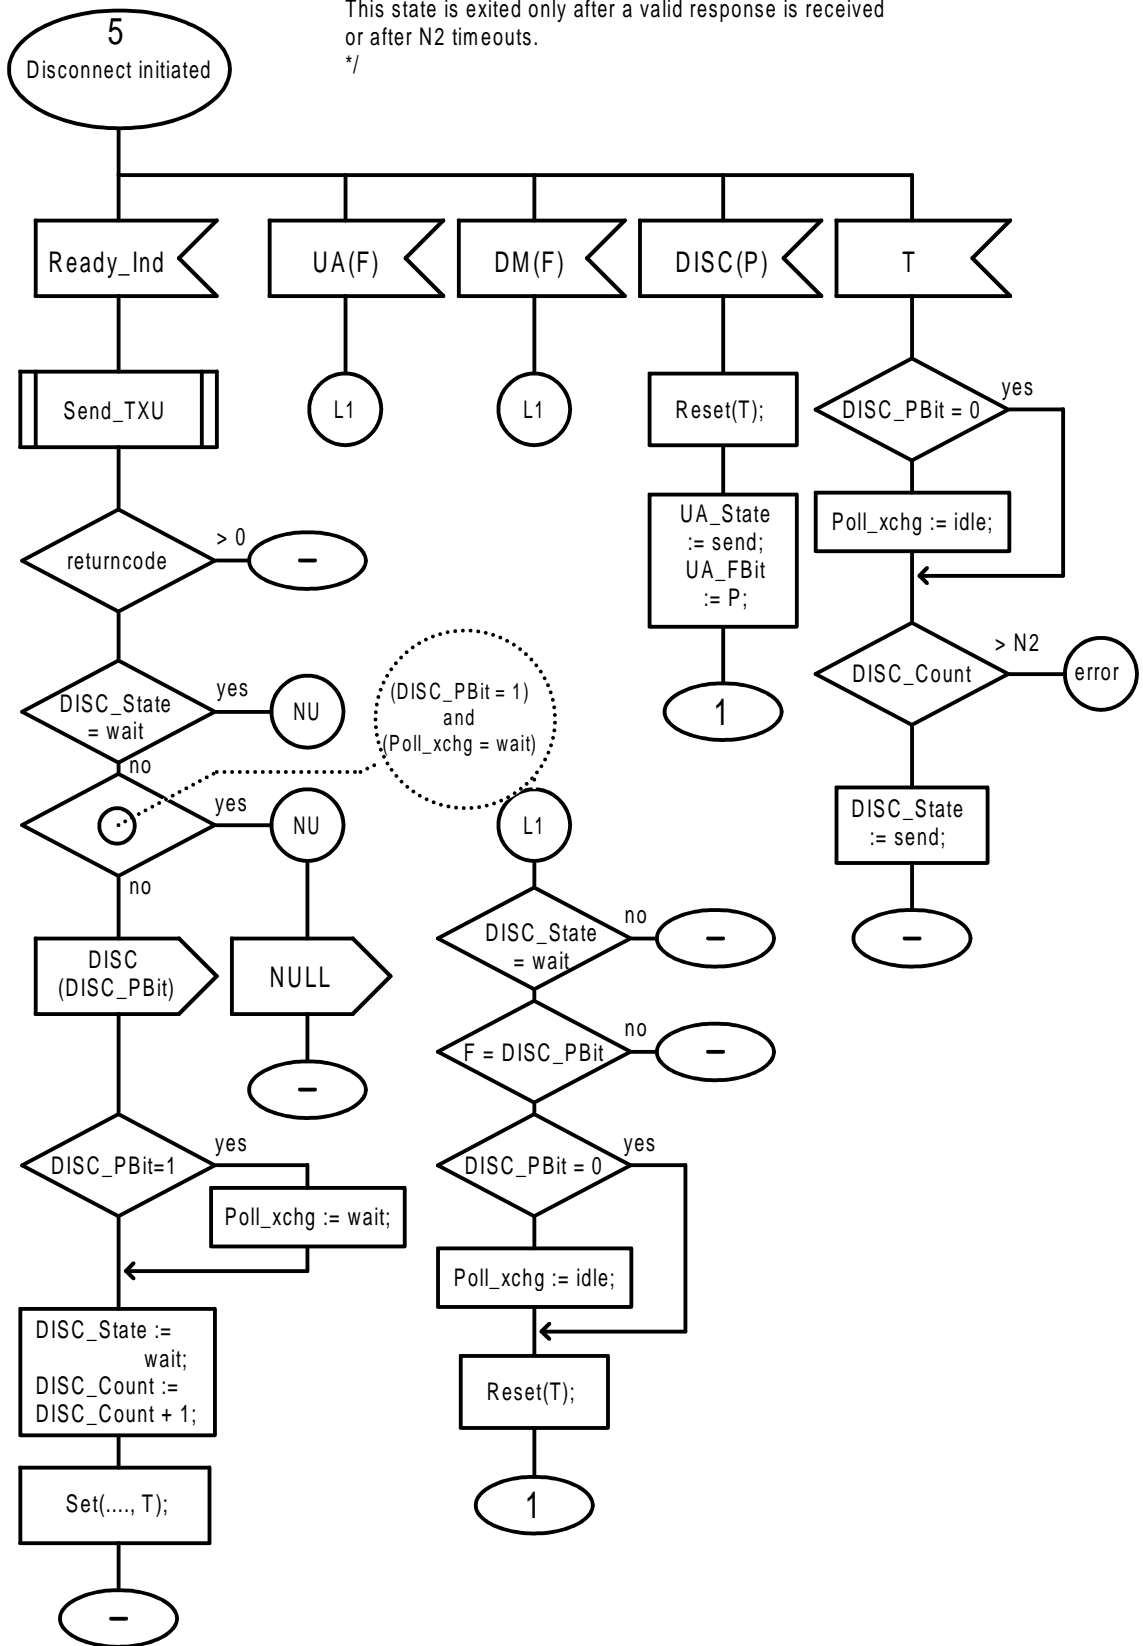 This state is exited only after a valid response is received
or after N2 timeouts.
*/
5
Disconnect initiated
Ready_Ind
UA(F)
DM(F)
DISC(P)
T
Send_TXU
L1
L1
Reset(T);
DISC_PBit = 0
yes
UA_State
:= send;
UA_FBit
:= P;
Poll_xchg := idle;
returncode
> 0
–
DISC_Count
> N2
error
DISC_State
= wait
yes
NU
no
(DISC_PBit = 1)
and
(Poll_xchg = wait)
1
yes
NU
no
L1
DISC_State
:= send;
–
DISC
(DISC_PBit)
NULL
–
DISC_State
= wait
no
–
F = DISC_PBit
no
–
DISC_PBit=1
yes
Poll_xchg := wait;
DISC_PBit = 0
yes
Poll_xchg := idle;
DISC_State :=
wait;
DISC_Count :=
DISC_Count + 1;
Reset(T);
Set(...., T);
1
–